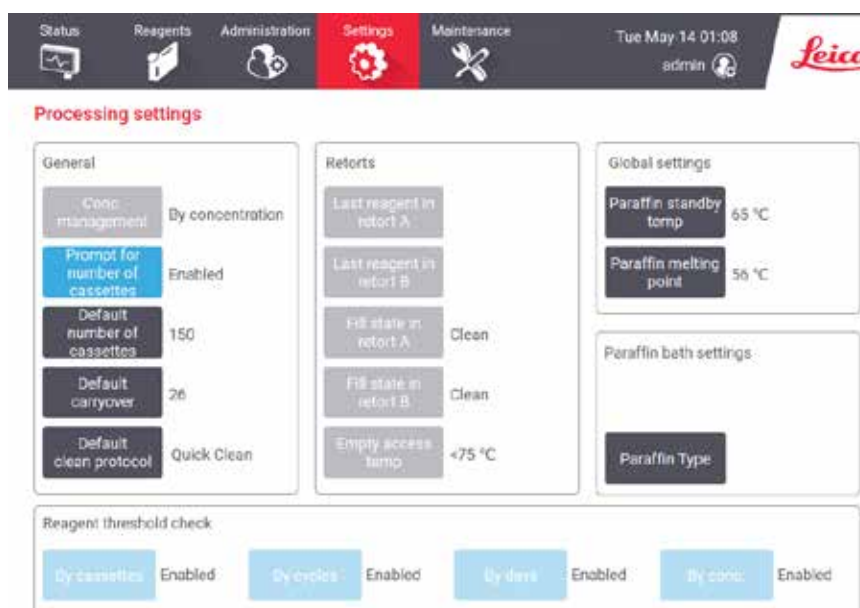 Status Reagents Administration Settings Maintenance
Tue May 14 01:08
admin
Leica
Processing settings
General
Conc management By concentration
Prompt for number of cassettes Enabled
Default number of cassettes 150
Default carryover 26
Default clean protocol Quick Clean
Retorts
Last reagent in retort A
Last reagent in retort B
Fill state in retort A Clean
Fill state in retort B Clean
Empty access temp <75 °C
Global settings
Paraffin standby temp 65 °C
Paraffin melting point 56 °C
Paraffin bath settings
Paraffin Type
Reagent threshold check
By cassettes Enabled By cycles Enabled By days Enabled By conc. Enabled